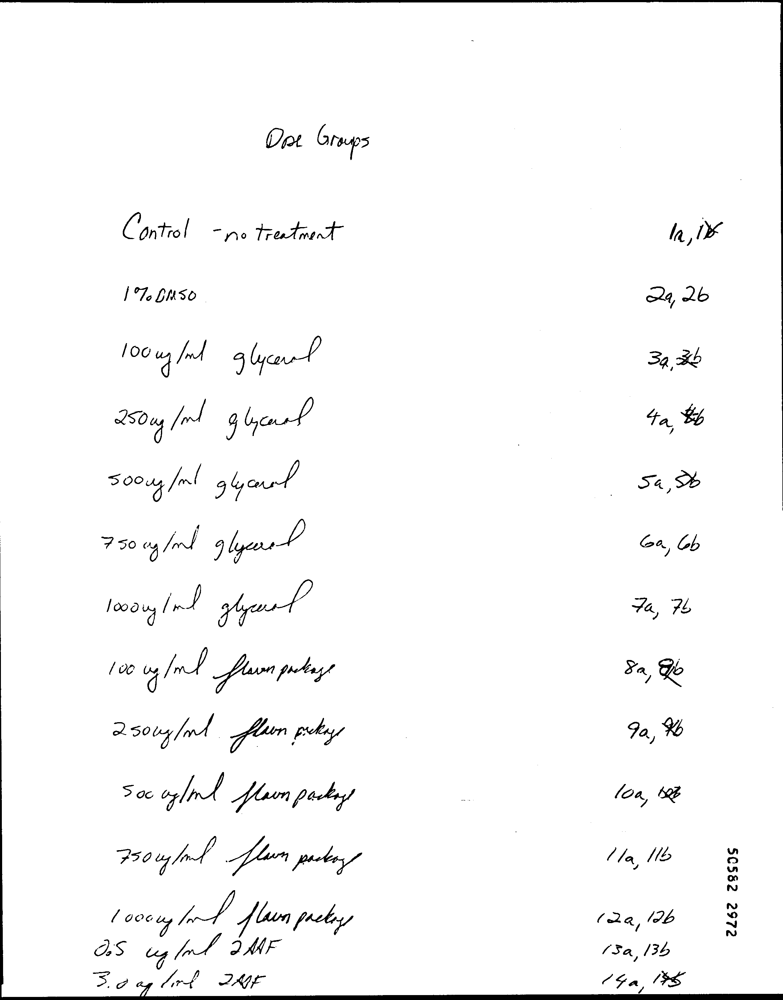 Dose Groups
Control - no treatment 1a, 1b
1% DMSO 2a, 2b
100 ug/ml glycerol 3a, 3b
250 ug/ml glycerol 4a, 4b
500 ug/ml glycerol 5a, 5b
750 ug/ml glycerol 6a, 6b
1000 ug/ml glycerol 7a, 7b
100 ug/ml flavor package 8a, 8b
250 ug/ml flavor package 9a, 9b
500 ug/ml flavor package 10a, 10b
750 ug/ml flavor package 11a, 11b
1000 ug/ml flavor package 12a, 12b
0.5 ug/ml 2AAF 13a, 13b
3.0 ug/ml 2AAF 14a, 14b
50582 2972